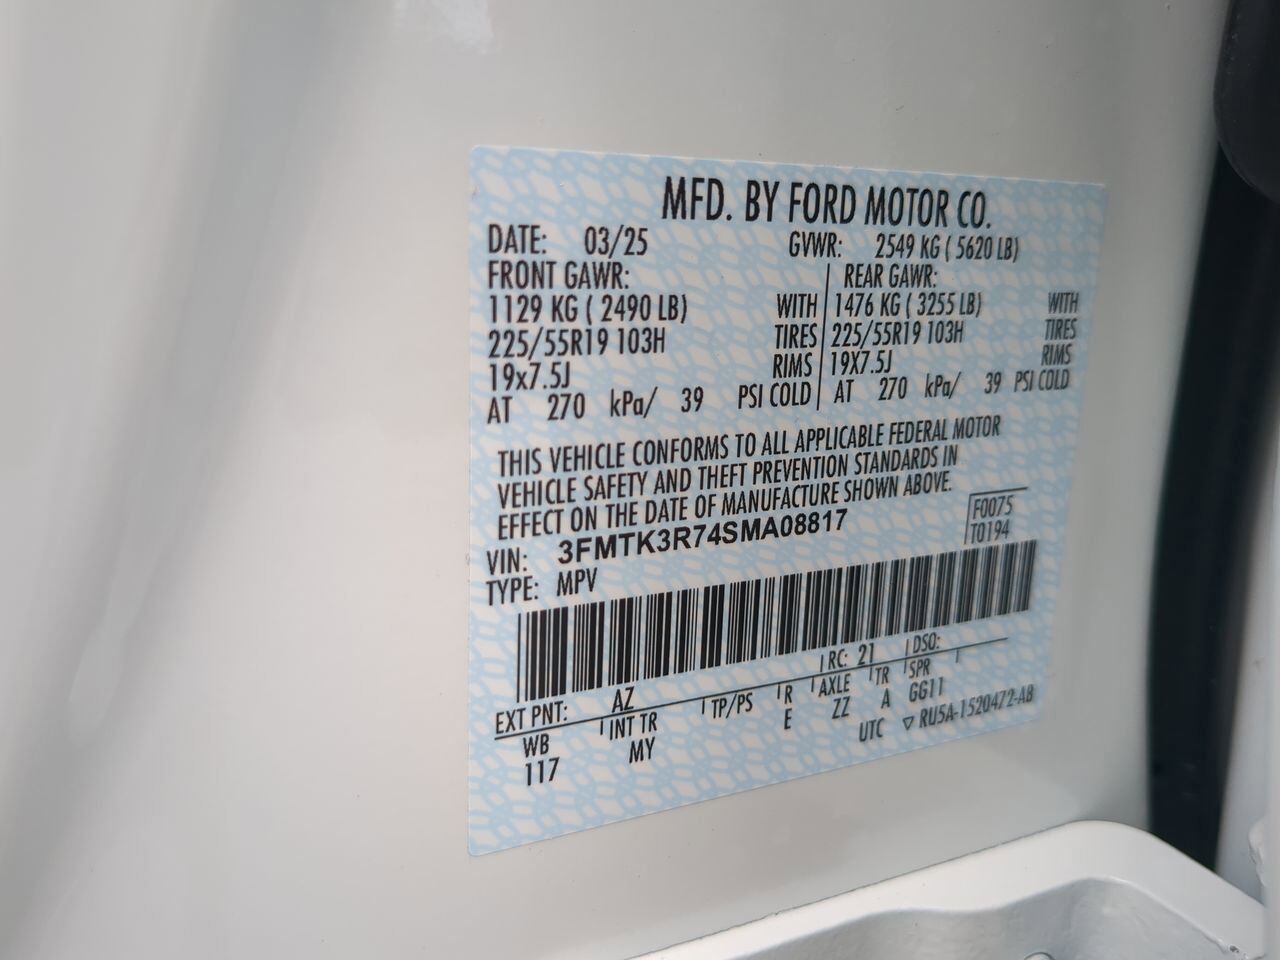 MFD. BY FORD MOTOR CO.
DATE: 03/25 GVWR: 2549 KG ( 5620 LB)
FRONT GAWR: REAR GAWR:
1129 KG ( 2490 LB) WITH 1476 KG ( 3255 LB) WITH
225/55R19 103H TIRES 225/55R19 103H TIRES
19x7.5J RIMS 19X7.5J RIMS
AT 270 kPa/ 39 PSI COLD AT 270 kPa/ 39 PSI COLD
THIS VEHICLE CONFORMS TO ALL APPLICABLE FEDERAL MOTOR
VEHICLE SAFETY AND THEFT PREVENTION STANDARDS IN
EFFECT ON THE DATE OF MANUFACTURE SHOWN ABOVE.
F0075
VIN: 3FMTK3R74SMA08817 T0194
TYPE: MPV
EXT PNT: AZ RC: 21 DSO:
WB INT TR TP/PS R AXLE TR SPR
117 MY E ZZ A GG11
UTC ▽ RU5A-1520472-AB